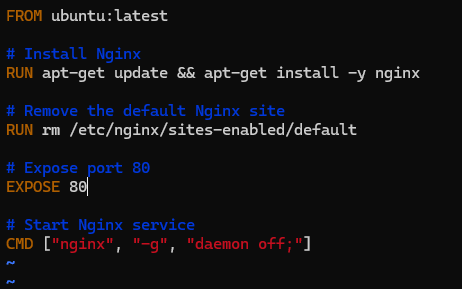 FROM ubuntu:latest
# Install Nginx
RUN apt-get update && apt-get install -y nginx
# Remove the default Nginx site
RUN rm /etc/nginx/sites-enabled/default
# Expose port 80
EXPOSE 80
# Start Nginx service
CMD ["nginx", "-g", "daemon off;"]
~
~